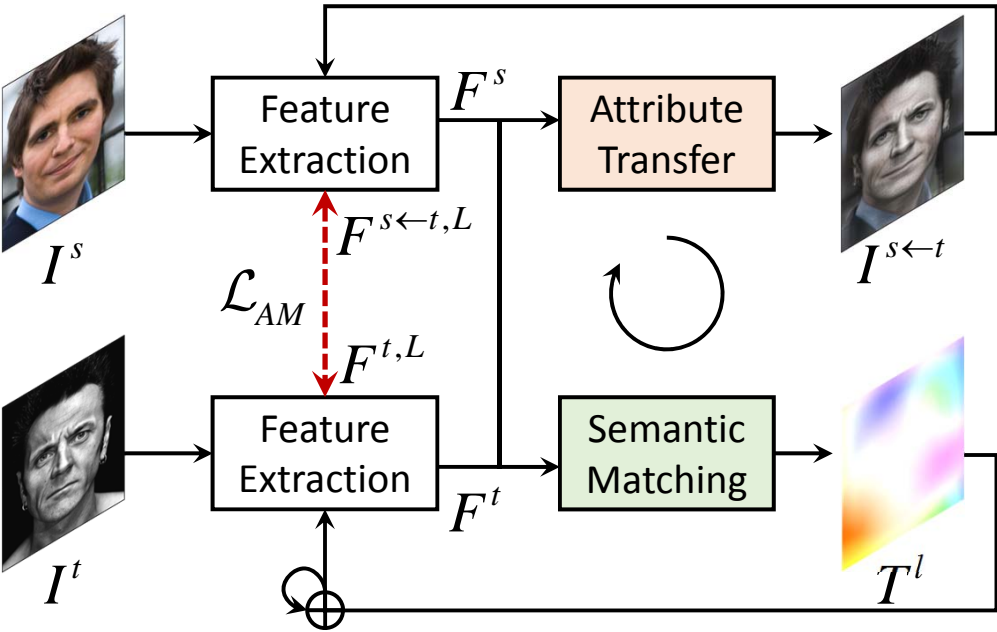 Feature
Extraction
F^s
Attribute
Transfer
I^s
F^{s←t,L}
I^{s←t}
ℒ_{AM}
F^{t,L}
Feature
Extraction
F^t
Semantic
Matching
I^t
T^l